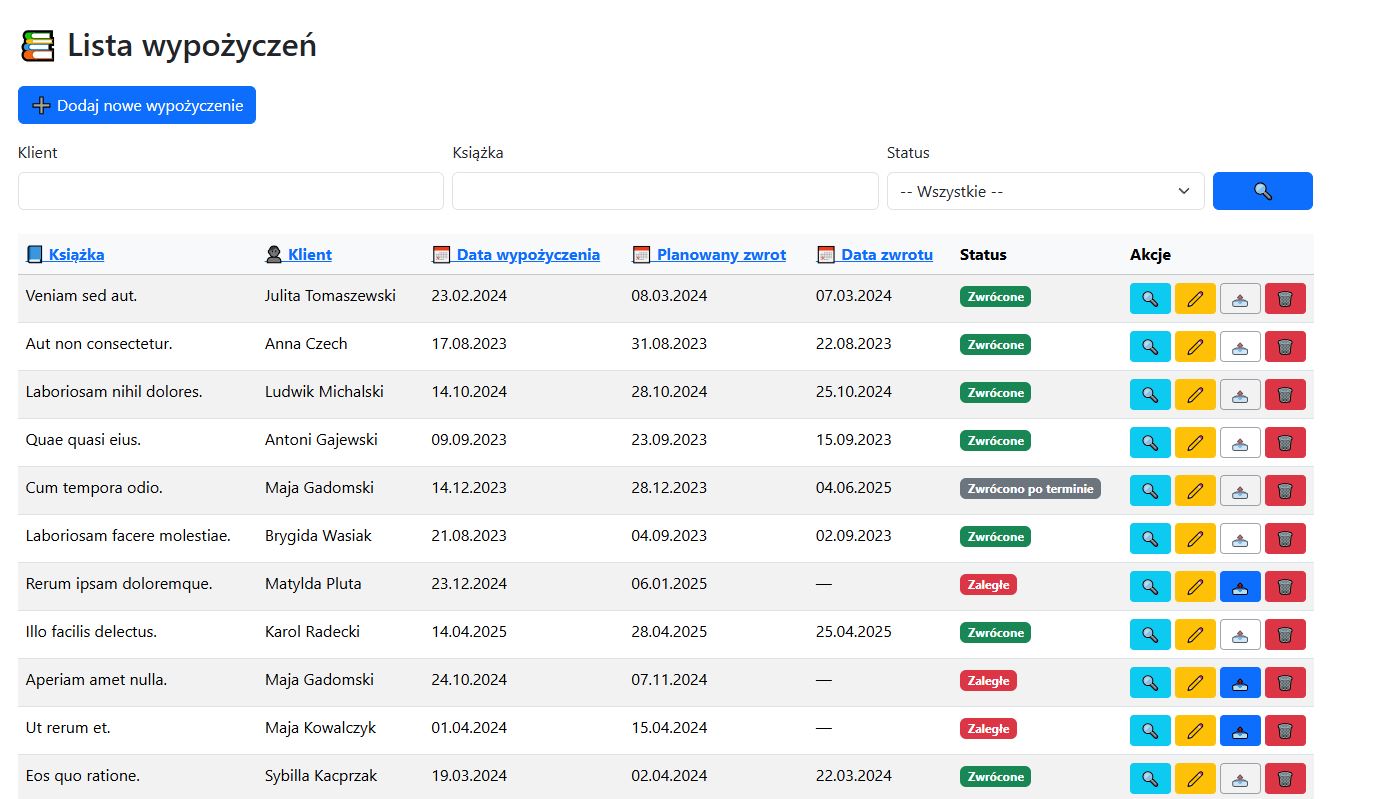 Lista wypożyczeń
Dodaj nowe wypożyczenie
Klient Książka Status
-- Wszystkie --
Książka Klient Data wypożyczenia Planowany zwrot Data zwrotu Status Akcje
Veniam sed aut. Julita Tomaszewski 23.02.2024 08.03.2024 07.03.2024 Zwrócone
Aut non consectetur. Anna Czech 17.08.2023 31.08.2023 22.08.2023 Zwrócone
Laboriosam nihil dolores. Ludwik Michalski 14.10.2024 28.10.2024 25.10.2024 Zwrócone
Quae quasi eius. Antoni Gajewski 09.09.2023 23.09.2023 15.09.2023 Zwrócone
Cum tempora odio. Maja Gadomski 14.12.2023 28.12.2023 04.06.2025 Zwrócono po terminie
Laboriosam facere molestiae. Brygida Wasiak 21.08.2023 04.09.2023 02.09.2023 Zwrócone
Rerum ipsam doloremque. Matylda Pluta 23.12.2024 06.01.2025 — Zaległe
Illo facilis delectus. Karol Radecki 14.04.2025 28.04.2025 25.04.2025 Zwrócone
Aperiam amet nulla. Maja Gadomski 24.10.2024 07.11.2024 — Zaległe
Ut rerum et. Maja Kowalczyk 01.04.2024 15.04.2024 — Zaległe
Eos quo ratione. Sybilla Kacprzak 19.03.2024 02.04.2024 22.03.2024 Zwrócone